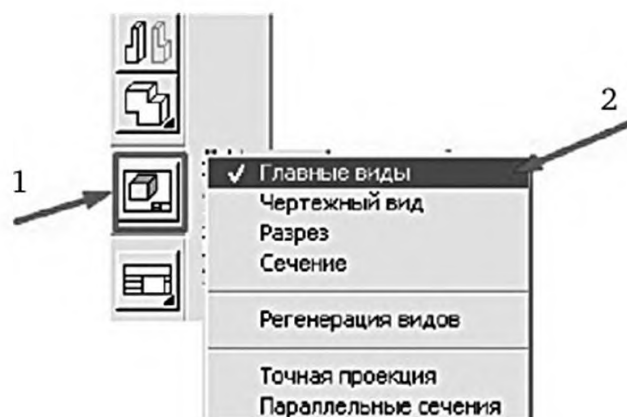 2
1
Главные виды
Чертежный вид
Разрез
Сечение
Регенерация видов
Точная проекция
Параллельные сечения